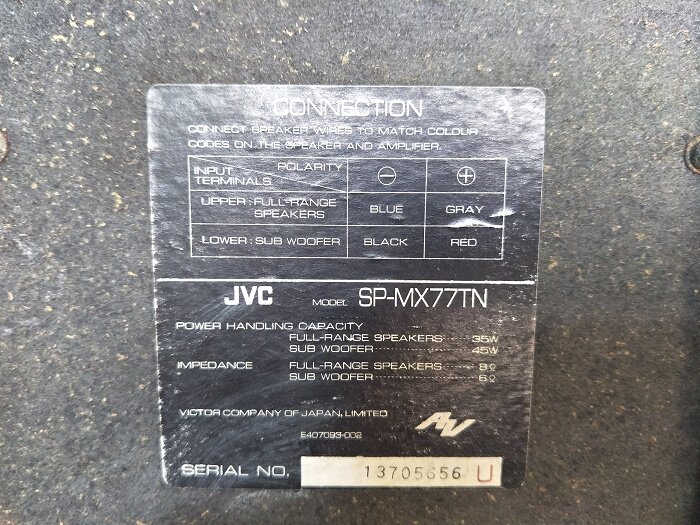 CONNECTION
CONNECT SPEAKER WIRES TO MATCH COLOUR
CODES ON THE SPEAKER AND AMPLIFIER.
POLARITY
INPUT TERMINALS ⊖ ⊕
UPPER : FULL-RANGE SPEAKERS BLUE GRAY
LOWER : SUB WOOFER BLACK RED
JVC MODEL SP-MX77TN
POWER HANDLING CAPACITY
FULL-RANGE SPEAKERS 35W
SUB WOOFER 45W
IMPEDANCE FULL-RANGE SPEAKERS 8Ω
SUB WOOFER 6Ω
VICTOR COMPANY OF JAPAN, LIMITED
AV
E407093-002
SERIAL NO. 13705656 U